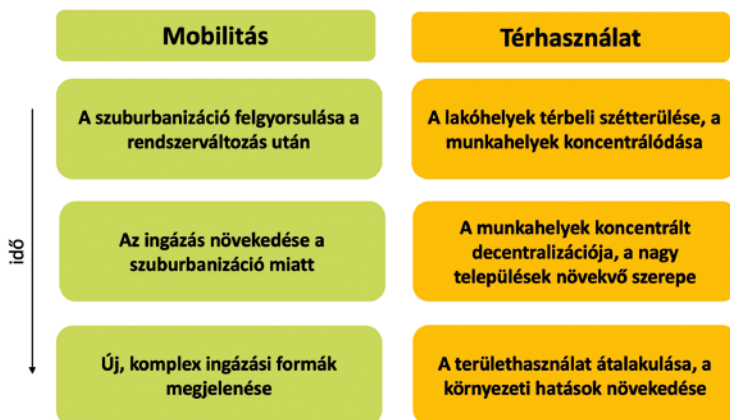 Mobilitás
Térhasználat
idő
A szuburbanizáció felgyorsulása a
rendszerváltozás után
A lakóhelyek térbeli szétterülése, a
munkahelyek koncentrálódása
Az ingázás növekedése a
szuburbanizáció miatt
A munkahelyek koncentrált
decentralizációja, a nagy
települések növekvő szerepe
Új, komplex ingázási formák
megjelenése
A területhasználat átalakulása, a
környezeti hatások növekedése